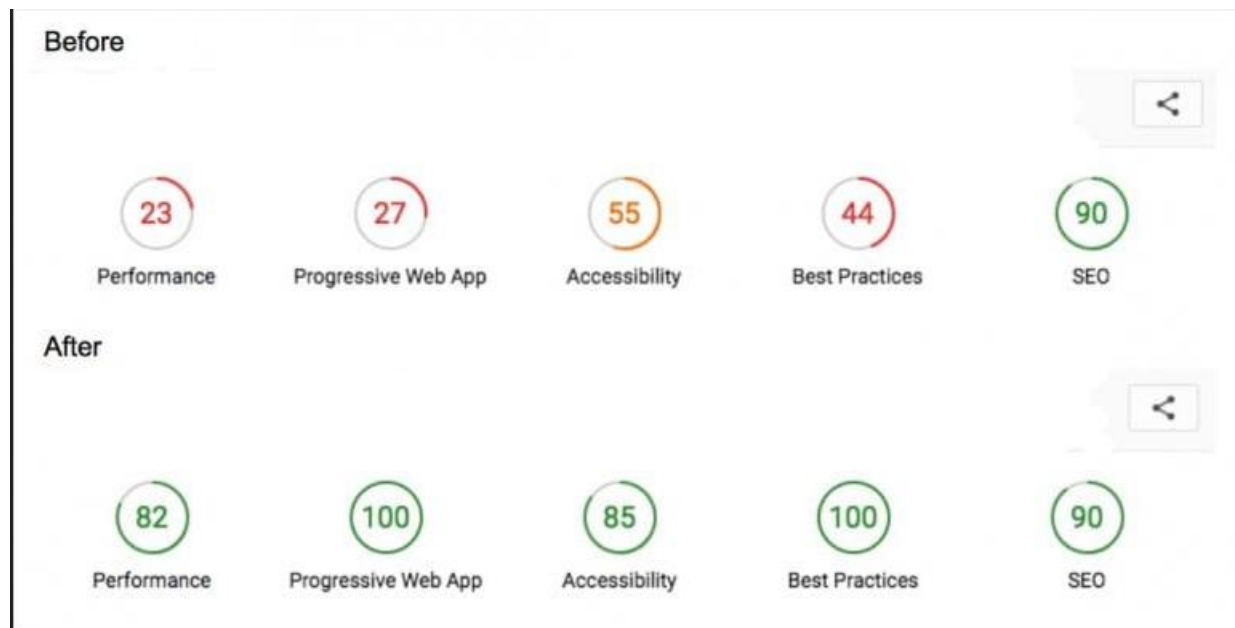 Before
23 27 55 44 90
Performance Progressive Web App Accessibility Best Practices SEO
After
82 100 85 100 90
Performance Progressive Web App Accessibility Best Practices SEO